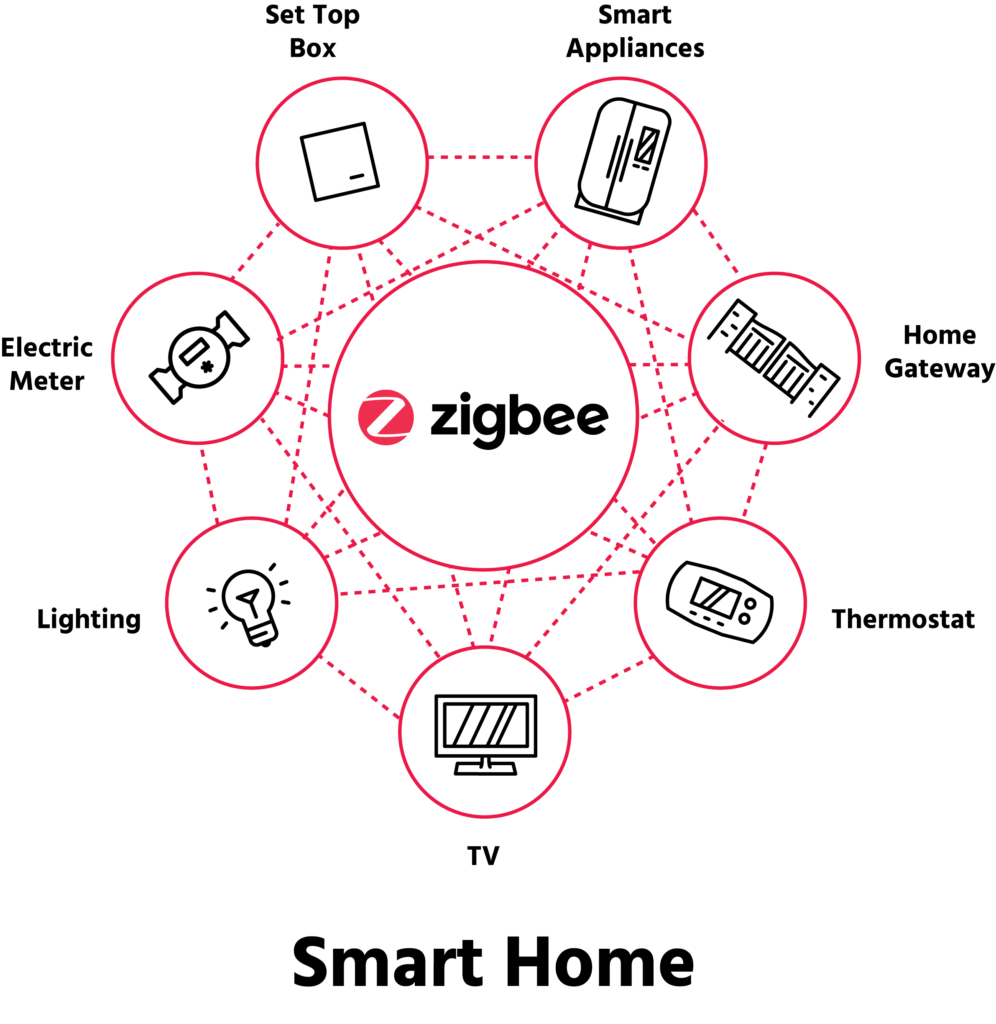 Set Top
Box
Smart
Appliances
Electric
Meter
Home
Gateway
zigbee
Lighting
Thermostat
TV
Smart Home